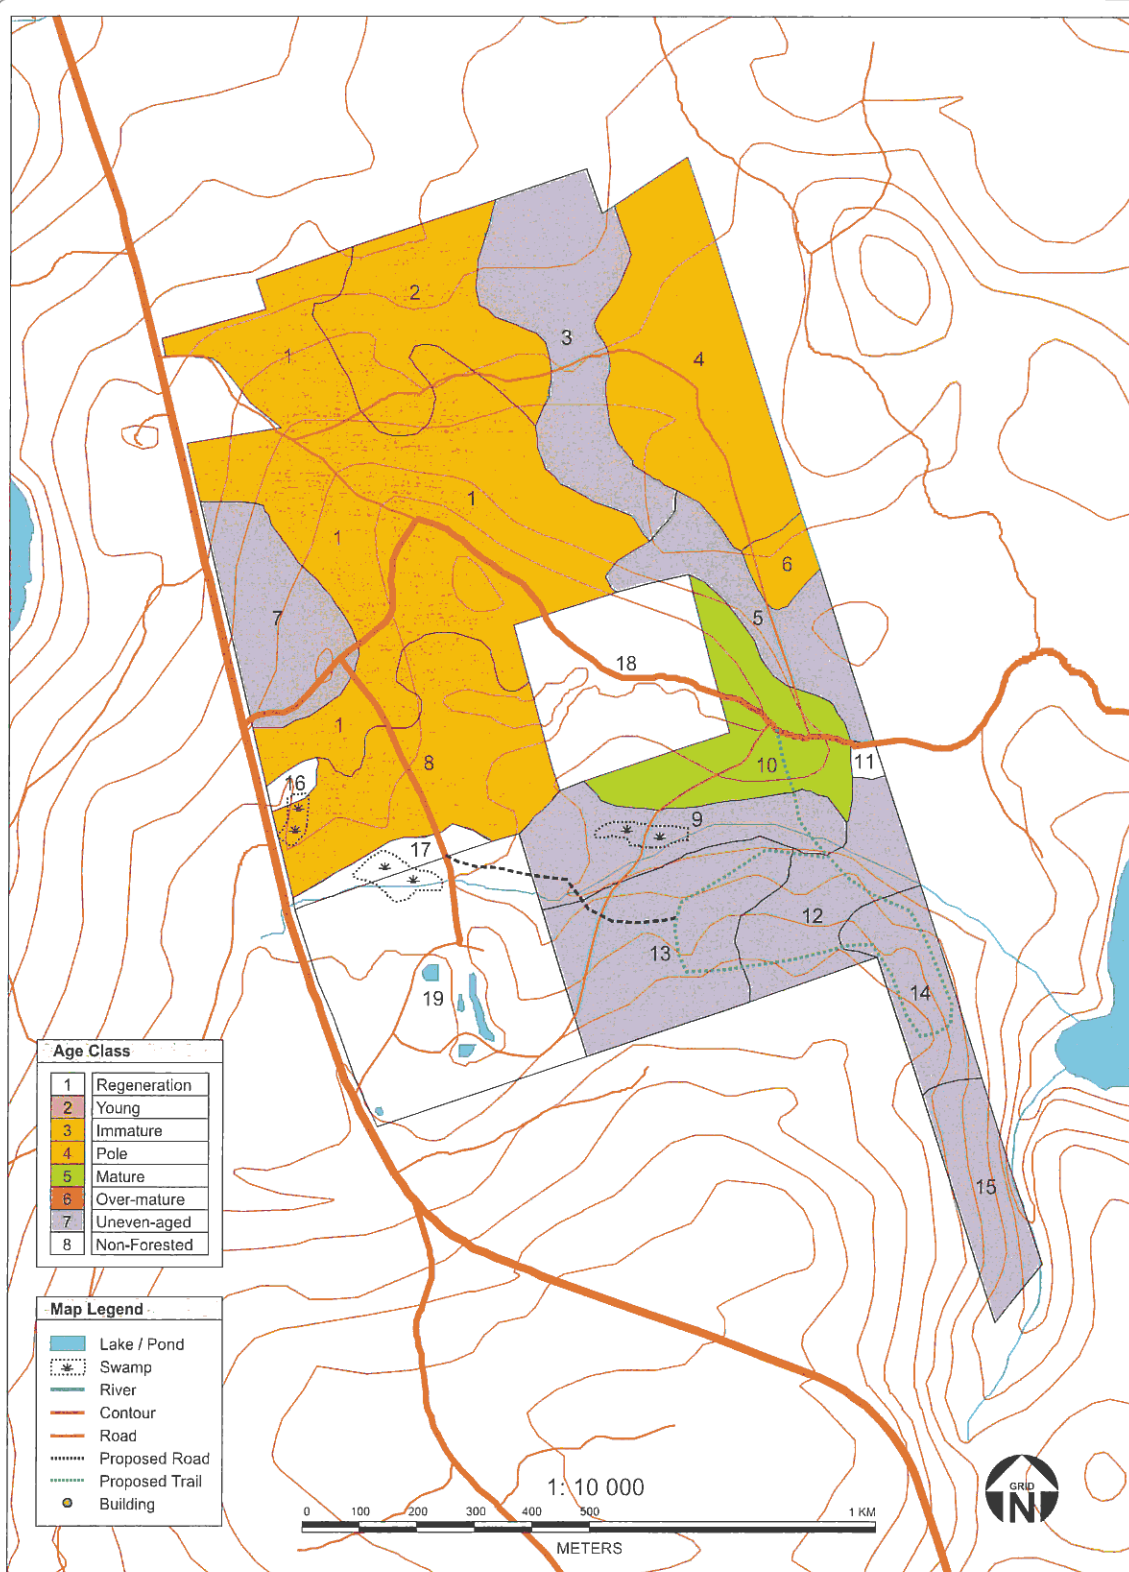 2
3
1
4
1
1
6
7
5
18
1
8
10
11
16
9
17
12
13
14
19
15
Age Class
1 Regeneration
2 Young
3 Immature
4 Pole
5 Mature
6 Over-mature
7 Uneven-aged
8 Non-Forested
Map Legend
Lake / Pond
Swamp
River
Contour
Road
Proposed Road
Proposed Trail
Building
1: 10 000
0 100 200 300 400 500 1 KM
METERS
GRID
N